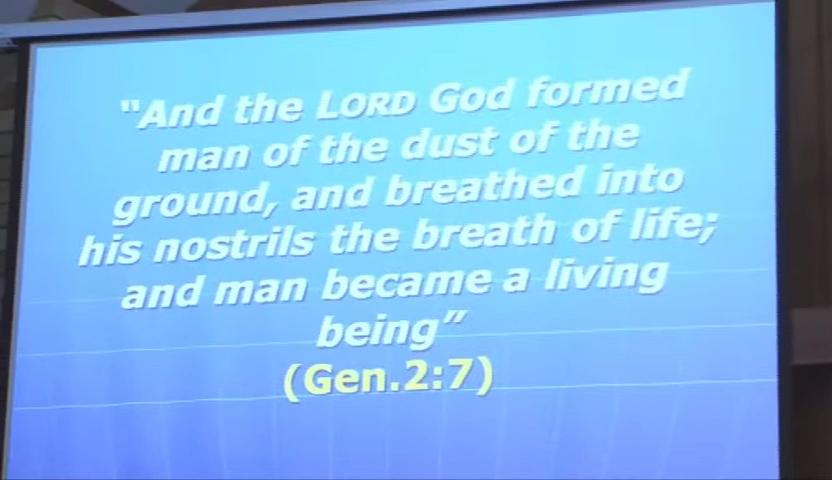 “And the LORD God formed
man of the dust of the
ground, and breathed into
his nostrils the breath of life;
and man became a living
being”
(Gen.2:7)